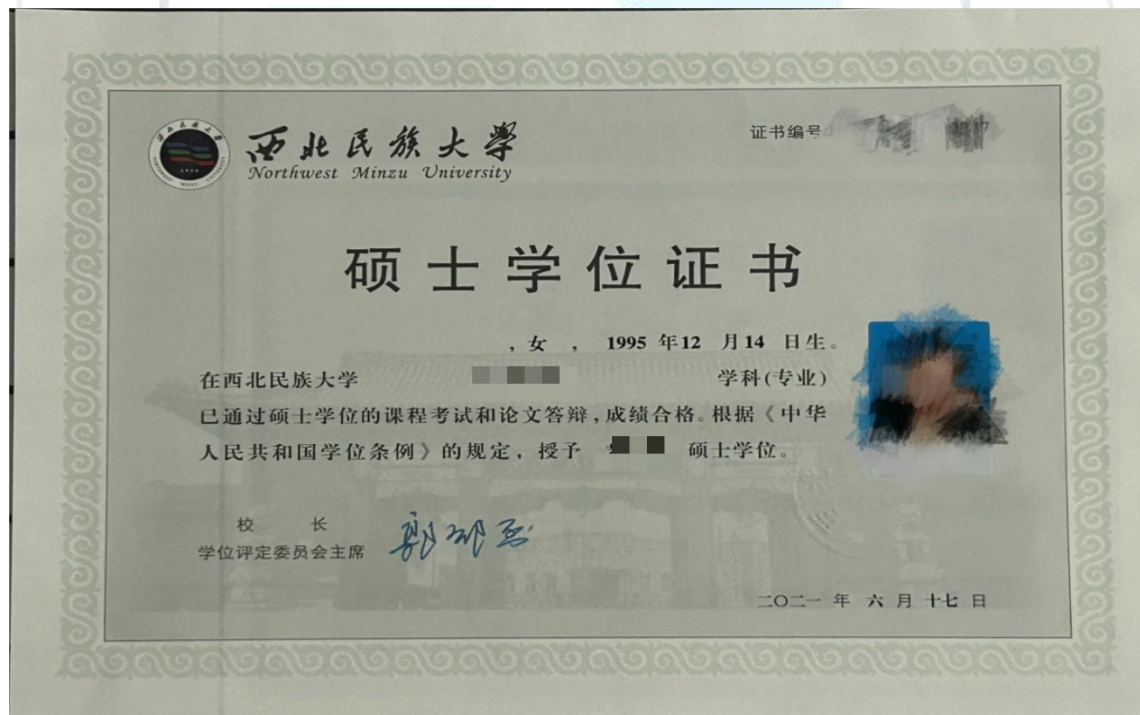 西北民族大學
Northwest Minzu University
证书编号
硕士学位证书
，女 ， 1995 年12 月14 日生。
在西北民族大学 学科(专业)
已通过硕士学位的课程考试和论文答辩,成绩合格。根据《中华
人民共和国学位条例》的规定，授予 硕士学位。
校 长
学位评定委员会主席
二〇二一 年 六 月 十七 日